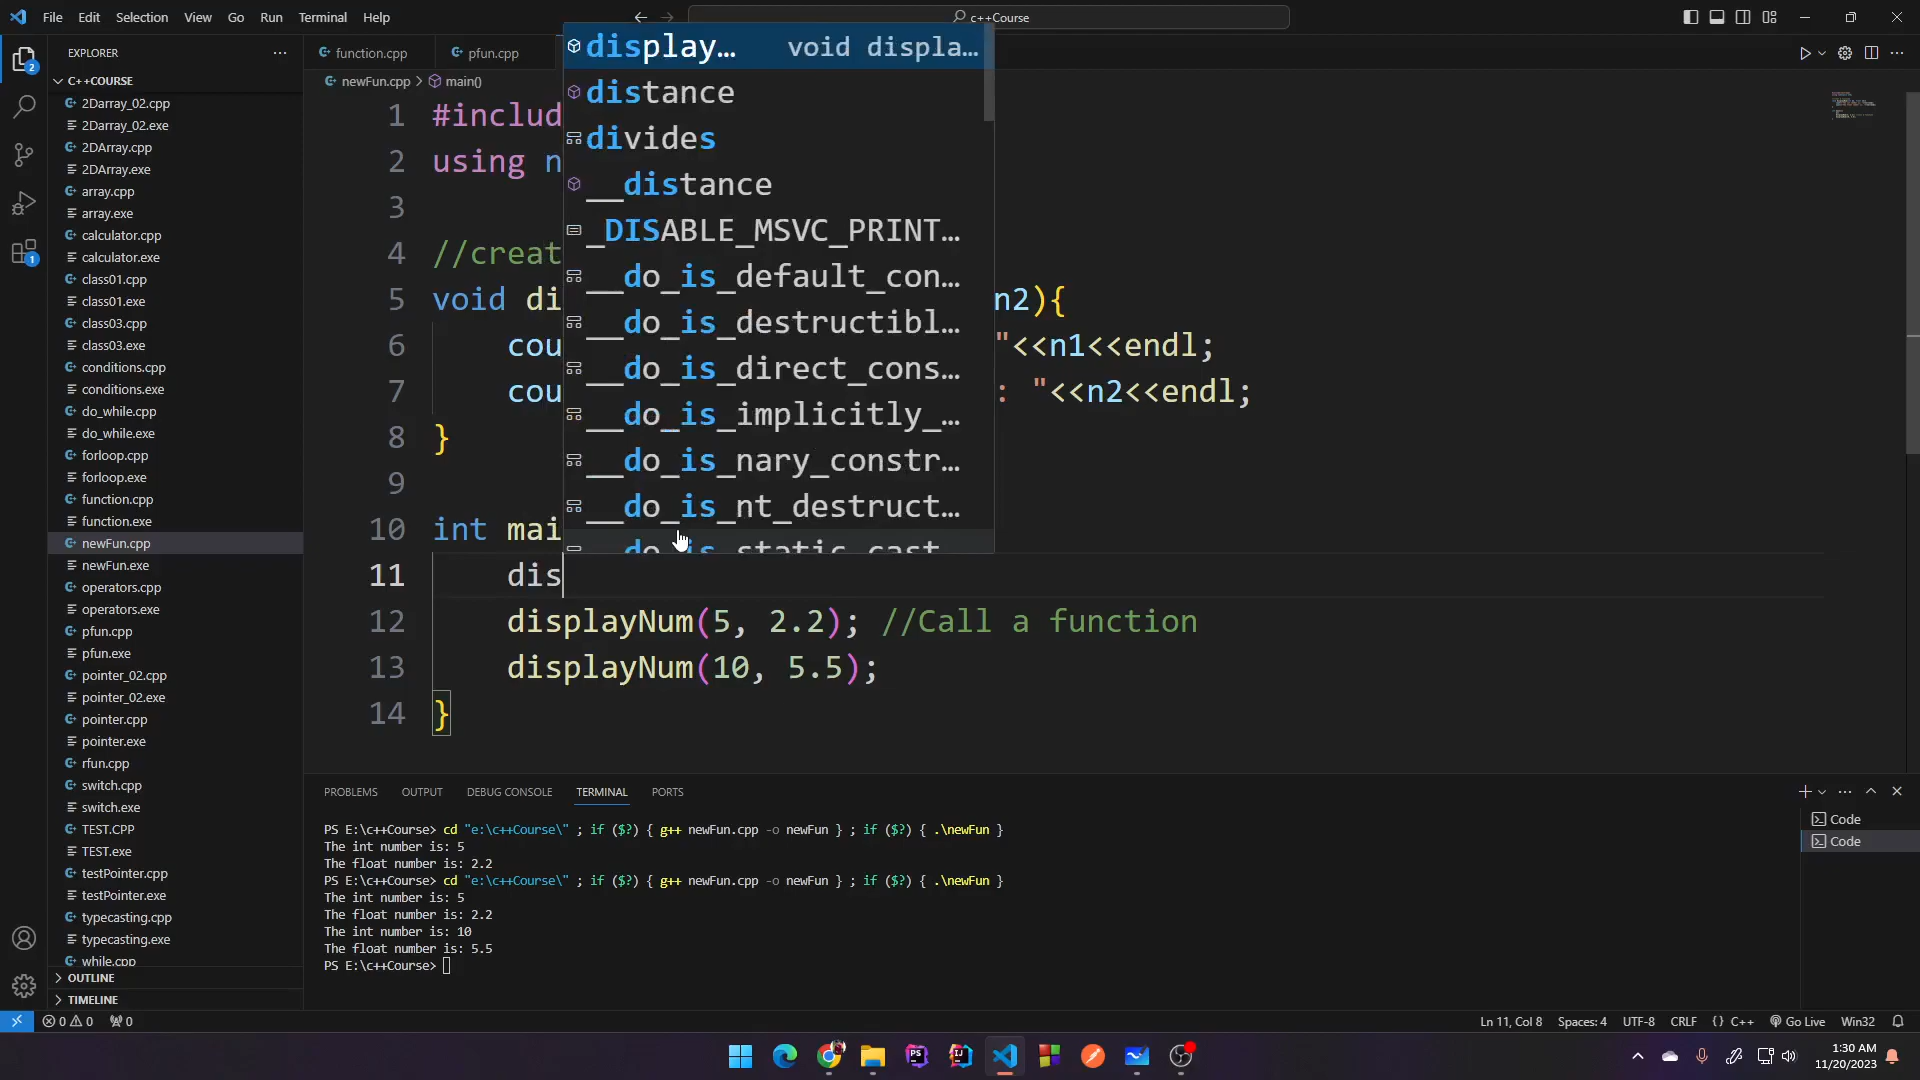 File Edit Selection View Go Run Terminal Help
c++Course
EXPLORER
C++COURSE
2Darray_02.cpp
2Darray_02.exe
2DArray.cpp
2DArray.exe
array.cpp
array.exe
calculator.cpp
calculator.exe
class01.cpp
class01.exe
class03.cpp
class03.exe
conditions.cpp
conditions.exe
do_while.cpp
do_while.exe
forloop.cpp
forloop.exe
function.cpp
function.exe
newFun.cpp
newFun.exe
operators.cpp
operators.exe
pfun.cpp
pfun.exe
pointer_02.cpp
pointer_02.exe
pointer.cpp
pointer.exe
rfun.cpp
switch.cpp
switch.exe
TEST.CPP
TEST.exe
testPointer.cpp
testPointer.exe
typecasting.cpp
typecasting.exe
while.cpp
OUTLINE
TIMELINE
function.cpp pfun.cpp
newFun.cpp > main()
1 #includ
2 using n
3
4 //creat
5 void di n2){
6 cou "<<n1<<endl;
7 cou : "<<n2<<endl;
8 }
9
10 int mai
11 dis
12 displayNum(5, 2.2); //Call a function
13 displayNum(10, 5.5);
14 }
display… void displa…
distance
divides
__distance
_DISABLE_MSVC_PRINT…
__do_is_default_con…
__do_is_destructibl…
__do_is_direct_cons…
__do_is_implicitly_…
__do_is_nary_constr…
__do_is_nt_destruct…
__do_is_static_cast
PROBLEMS OUTPUT DEBUG CONSOLE TERMINAL PORTS
PS E:\c++Course> cd "e:\c++Course\" ; if ($?) { g++ newFun.cpp -o newFun } ; if ($?) { .\newFun }
The int number is: 5
The float number is: 2.2
PS E:\c++Course> cd "e:\c++Course\" ; if ($?) { g++ newFun.cpp -o newFun } ; if ($?) { .\newFun }
The int number is: 5
The float number is: 2.2
The int number is: 10
The float number is: 5.5
PS E:\c++Course>
Code
Code
0 0 0
Ln 11, Col 8 Spaces: 4 UTF-8 CRLF {} C++ Go Live Win32
1:30 AM
11/20/2023